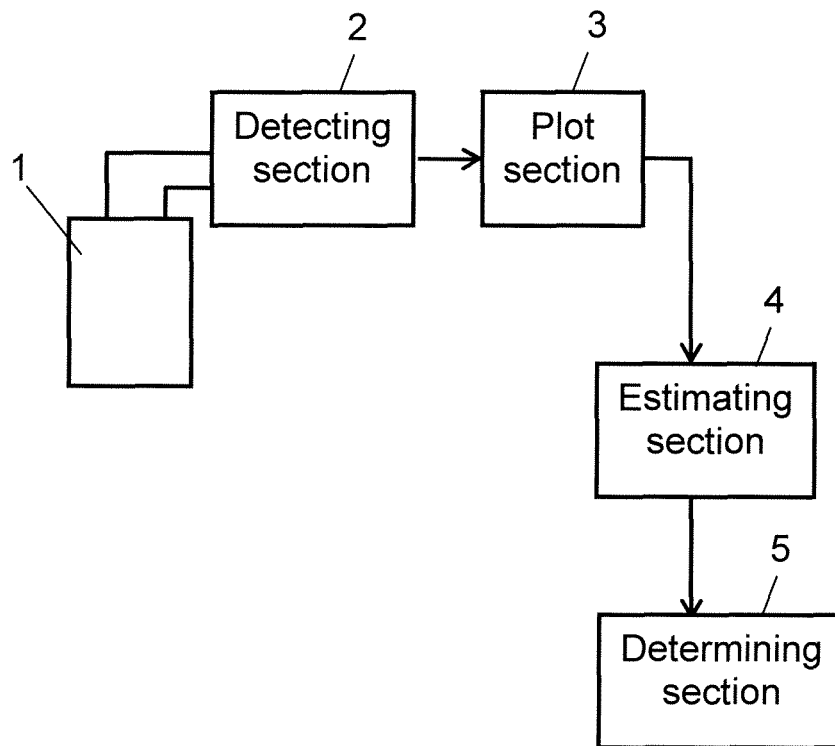 2
3
Detecting
section
Plot
section
1
4
Estimating
section
5
Determining
section